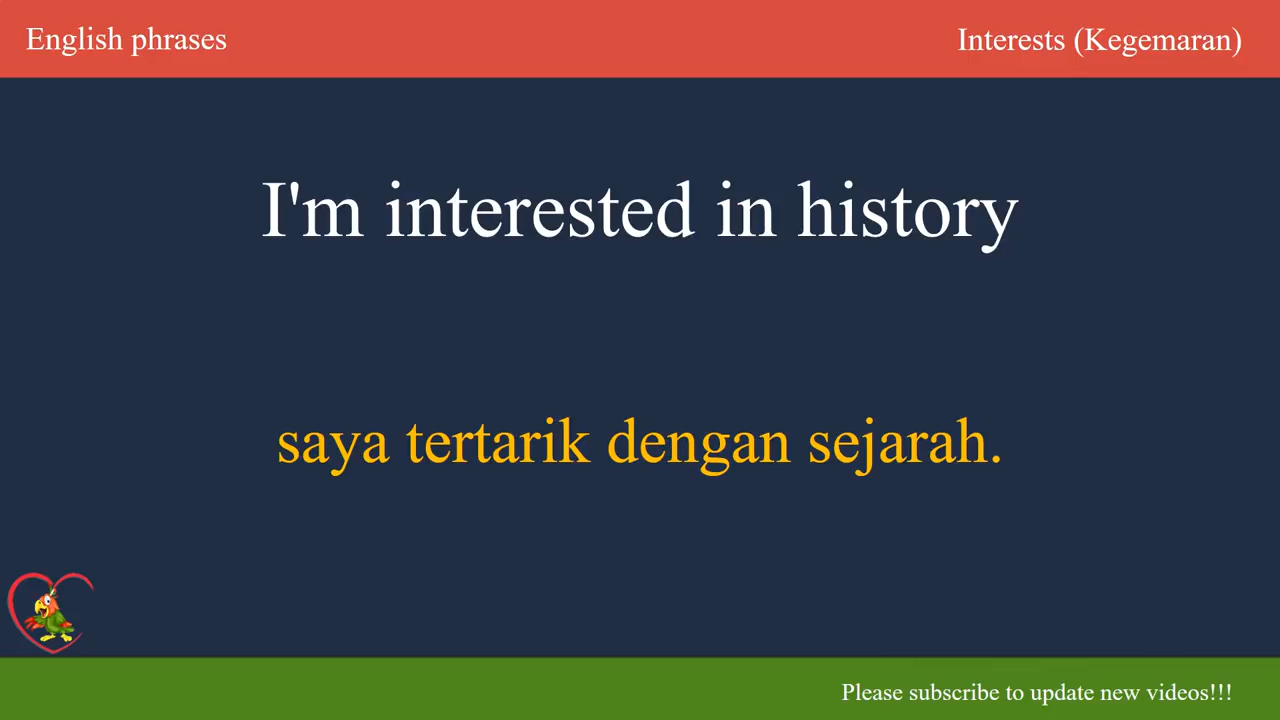 English phrases
Interests (Kegemaran)
I'm interested in history
saya tertarik dengan sejarah.
Please subscribe to update new videos!!!